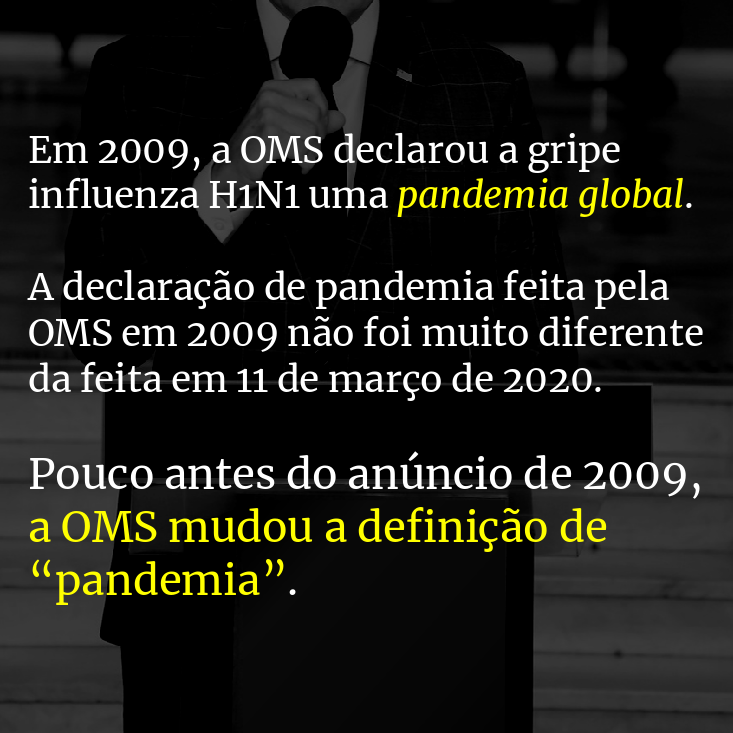 Em 2009, a OMS declarou a gripe
influenza H1N1 uma pandemia global.
A declaração de pandemia feita pela
OMS em 2009 não foi muito diferente
da feita em 11 de março de 2020.
Pouco antes do anúncio de 2009,
a OMS mudou a definição de
“pandemia”.